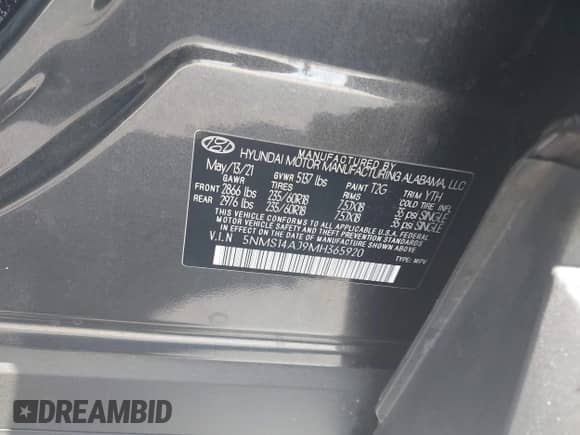 MANUFACTURED BY
HYUNDAI MOTOR MANUFACTURING ALABAMA, LLC
May/13/21 GVWR 5137 lbs PAINT T2G TRIM YTH
GAWR TIRES RIMS COLD TIRE INFL
FRONT 2866 lbs 235/60R18 7.5JX18 35 psi SINGLE
REAR 2976 lbs 235/60R18 7.5JX18 35 psi SINGLE
THIS VEHICLE CONFORMS TO ALL APPLICABLE U.S. FEDERAL
MOTOR VEHICLE SAFETY AND THEFT PREVENTION STANDARDS
IN EFFECT ON THE DATE OF MANUFACTURE SHOWN ABOVE
V.I.N 5NMS14AJ9MH365920 TYPE: MPV
DREAMBID